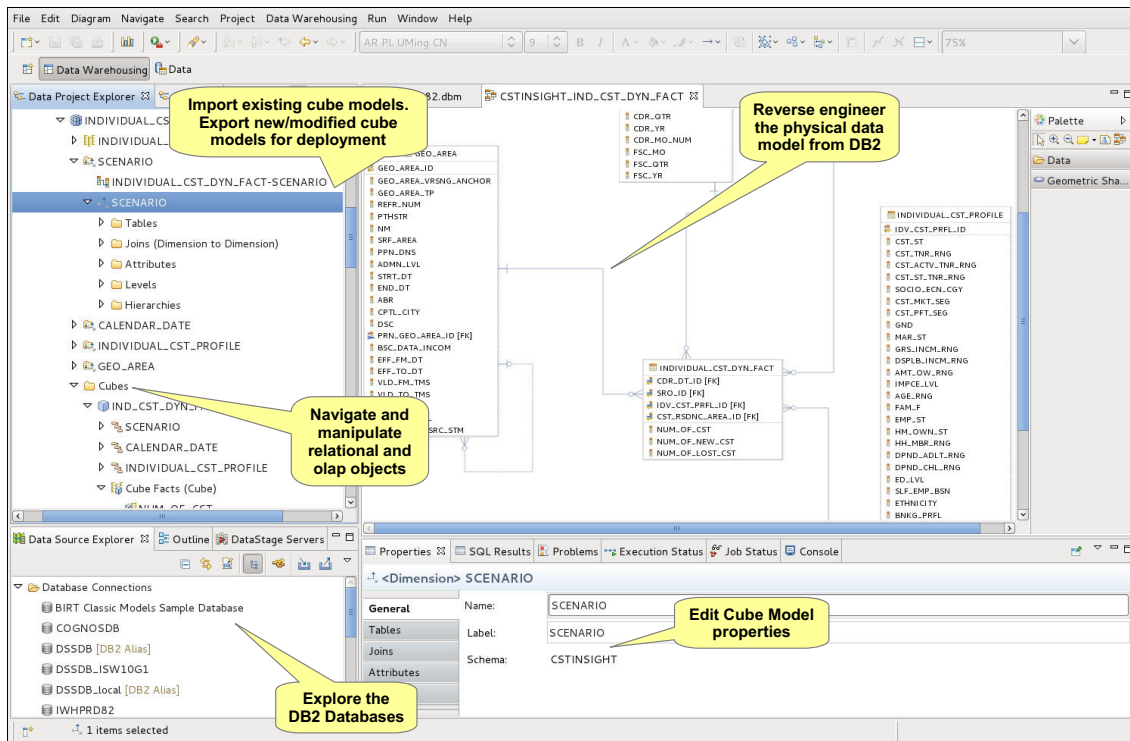 File Edit Diagram Navigate Search Project Data Warehousing Run Window Help
AR PL UMing CN 9 B I A 75%
Data Warehousing Data
Data Project Explorer
82.dbm
CSTINSIGHT_IND_CST_DYN_FACT
Import existing cube models.
Export new/modified cube
models for deployment
Reverse engineer
the physical data
model from DB2
INDIVIDUAL_CS
INDIVIDUAL_
SCENARIO
INDIVIDUAL_CST_DYN_FACT-SCENARIO
SCENARIO
Tables
Joins (Dimension to Dimension)
Attributes
Levels
Hierarchies
CALENDAR_DATE
INDIVIDUAL_CST_PROFILE
GEO_AREA
Cubes
IND_CST_DYN_F
SCENARIO
CALENDAR_DATE
INDIVIDUAL_CST_PROFILE
Cube Facts (Cube)
NUM_OF_CST
Navigate and
manipulate
relational and
olap objects
GEO_AREA
GEO_AREA_ID
GEO_AREA_VRSNG_ANCHOR
GEO_AREA_TP
REFR_NUM
PTHSTR
NM
SRF_AREA
PPN_DNS
ADMN_LVL
STRT_DT
END_DT
ABR
CPTL_CITY
DSC
PRN_GEO_AREA_ID [FK]
BSC_DATA_INCOM
EFF_FM_DT
EFF_TO_DT
VLD_FM_TMS
VLD_TO_TMS
SRC_STM
CDR_QTR
CDR_YR
CDR_MO_NUM
FSC_MO
FSC_QTR
FSC_YR
INDIVIDUAL_CST_DYN_FACT
CDR_DT_ID [FK]
SRO_ID [FK]
IDV_CST_PRFL_ID [FK]
CST_RSDNC_AREA_ID [FK]
NUM_OF_CST
NUM_OF_NEW_CST
NUM_OF_LOST_CST
INDIVIDUAL_CST_PROFILE
IDV_CST_PRFL_ID
CST_ST
CST_TNR_RNG
CST_ACTV_TNR_RNG
CST_ST_TNR_RNG
SOCIO_ECN_CGY
CST_MKT_SEG
CST_PFT_SEG
GND
MAR_ST
GRS_INCM_RNG
DSPLB_INCM_RNG
AMT_OW_RNG
IMPCE_LVL
AGE_RNG
FAM_F
EMP_ST
HM_OWN_ST
HH_MBR_RNG
DPND_ADLT_RNG
DPND_CHL_RNG
ED_LVL
SLF_EMP_BSN
ETHNICITY
BNKG_PRFL
Palette
Data
Geometric Sha...
Data Source Explorer Outline DataStage Servers
Database Connections
BIRT Classic Models Sample Database
COGNOSDB
DSSDB [DB2 Alias]
DSSDB_ISW10G1
DSSDB_local [DB2 Alias]
IWHPRD82
Explore the
DB2 Databases
Properties SQL Results Problems Execution Status Job Status Console
<Dimension> SCENARIO
General
Tables
Joins
Attributes
Name: SCENARIO
Label: SCENARIO
Schema: CSTINSIGHT
Edit Cube Model
properties
1 items selected